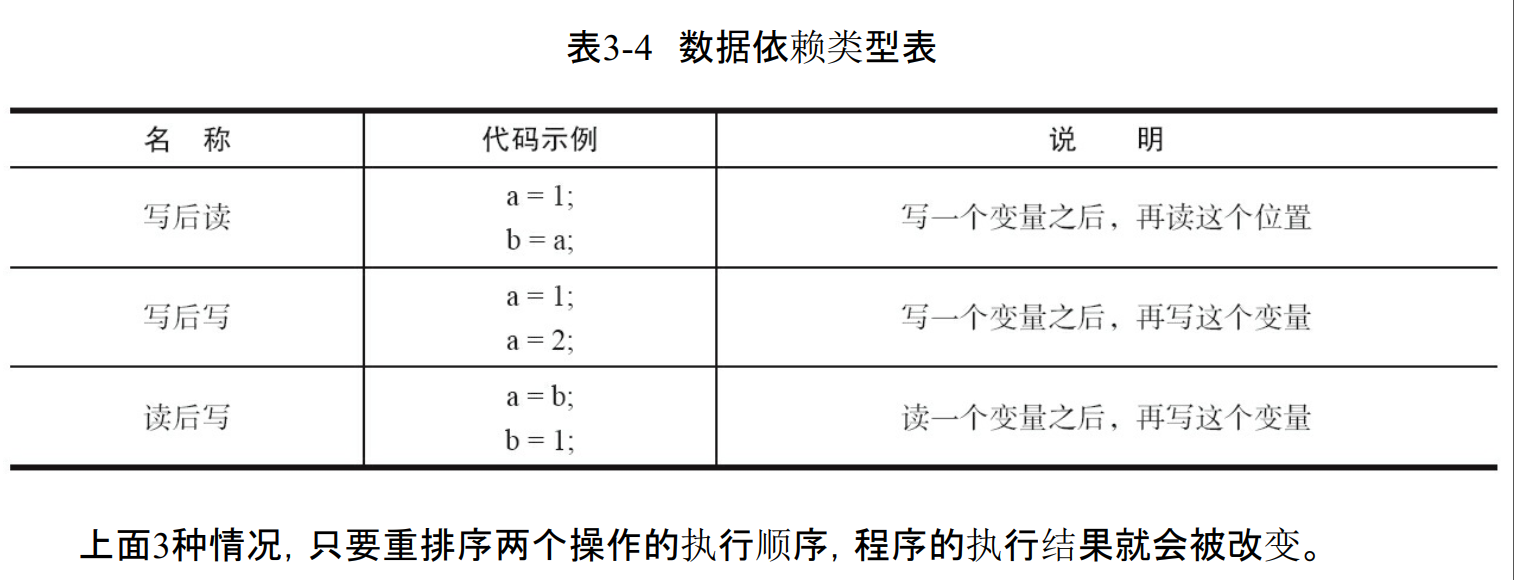 表3-4 数据依赖类型表
名 称 代码示例 说 明
a = 1;
写后读 写一个变量之后，再读这个位置
b = a;
a = 1;
写后写 写一个变量之后，再写这个变量
a = 2;
a = b;
读后写 读一个变量之后，再写这个变量
b = 1;
上面3种情况，只要重排序两个操作的执行顺序，程序的执行结果就会被改变。